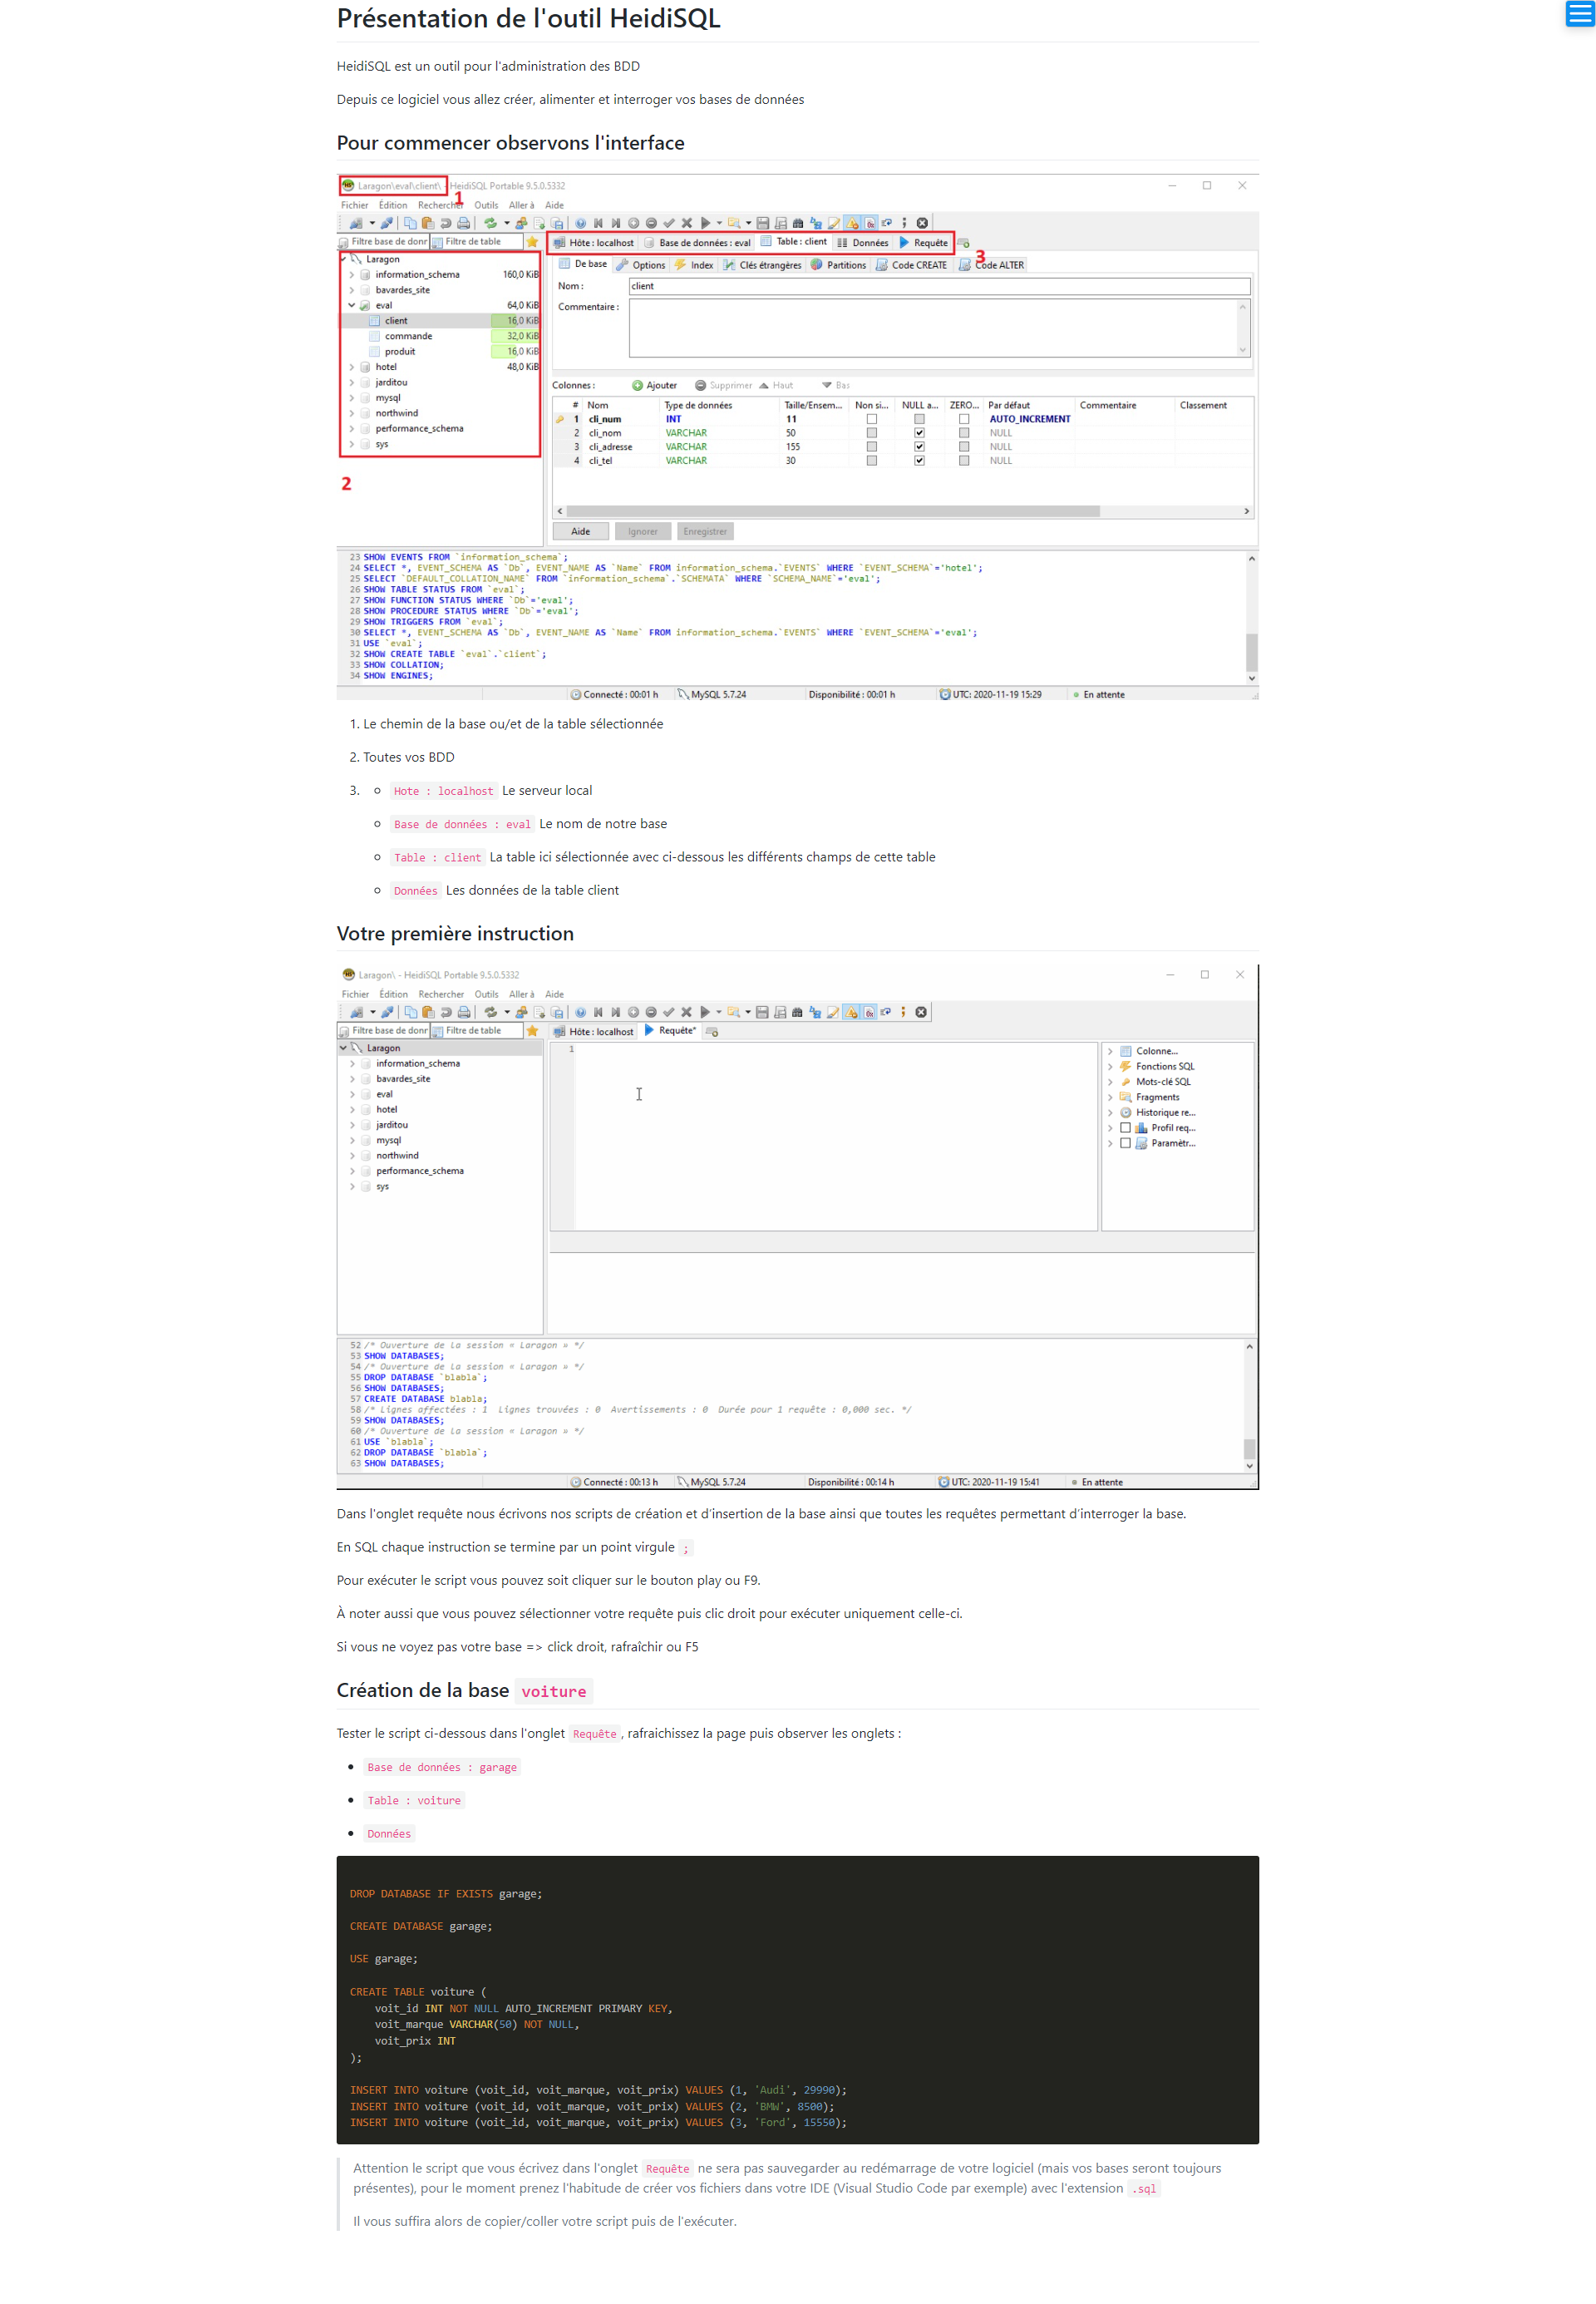 Présentation de l'outil HeidiSQL
HeidiSQL est un outil pour l'administration des BDD
Depuis ce logiciel vous allez créer, alimenter et interroger vos bases de données
Pour commencer observons l'interface
Laragon\eval\client\ - HeidiSQL Portable 9.5.0.5332
1
Fichier Édition Rechercher Outils Aller à Aide
Filtre base de donr Filtre de table
Hôte : localhost Base de données : eval Table : client Données Requête
3
Laragon
information_schema 160,0 KiB
bavardes_site
eval 64,0 KiB
client 16,0 KiB
commande 32,0 KiB
produit 16,0 KiB
hotel 48,0 KiB
jarditou
mysql
northwind
performance_schema
sys
2
De base Options Index Clés étrangères Partitions Code CREATE Code ALTER
Nom : client
Commentaire :
Colonnes : Ajouter Supprimer Haut Bas
# Nom Type de données Taille/Ensem... Non si... NULL a... ZERO... Par défaut Commentaire Classement
1 cli_num INT 11 AUTO_INCREMENT
2 cli_nom VARCHAR 50 NULL
3 cli_adresse VARCHAR 155 NULL
4 cli_tel VARCHAR 30 NULL
Aide Ignorer Enregistrer
23 SHOW EVENTS FROM `information_schema`;
24 SELECT *, EVENT_SCHEMA AS `Db`, EVENT_NAME AS `Name` FROM information_schema.`EVENTS` WHERE `EVENT_SCHEMA`='hotel';
25 SELECT `DEFAULT_COLLATION_NAME` FROM `information_schema`.`SCHEMATA` WHERE `SCHEMA_NAME`='eval';
26 SHOW TABLE STATUS FROM `eval`;
27 SHOW FUNCTION STATUS WHERE `Db`='eval';
28 SHOW PROCEDURE STATUS WHERE `Db`='eval';
29 SHOW TRIGGERS FROM `eval`;
30 SELECT *, EVENT_SCHEMA AS `Db`, EVENT_NAME AS `Name` FROM information_schema.`EVENTS` WHERE `EVENT_SCHEMA`='eval';
31 USE `eval`;
32 SHOW CREATE TABLE `eval`.`client`;
33 SHOW COLLATION;
34 SHOW ENGINES;
Connecté : 00:01 h MySQL 5.7.24 Disponibilité : 00:01 h UTC: 2020-11-19 15:29 En attente
1. Le chemin de la base ou/et de la table sélectionnée
2. Toutes vos BDD
3. Hote : localhost Le serveur local
Base de données : eval Le nom de notre base
Table : client La table ici sélectionnée avec ci-dessous les différents champs de cette table
Données Les données de la table client
Votre première instruction
Laragon\ - HeidiSQL Portable 9.5.0.5332
Fichier Édition Rechercher Outils Aller à Aide
Filtre base de donr Filtre de table
Hôte : localhost Requête*
Laragon
information_schema
bavardes_site
eval
hotel
jarditou
mysql
northwind
performance_schema
sys
1
Colonne...
Fonctions SQL
Mots-clé SQL
Fragments
Historique re...
Profil req...
Paramètr...
52 /* Ouverture de la session « Laragon » */
53 SHOW DATABASES;
54 /* Ouverture de la session « Laragon » */
55 DROP DATABASE `blabla`;
56 SHOW DATABASES;
57 CREATE DATABASE blabla;
58 /* Lignes affectées : 1 Lignes trouvées : 0 Avertissements : 0 Durée pour 1 requête : 0,000 sec. */
59 SHOW DATABASES;
60 /* Ouverture de la session « Laragon » */
61 USE `blabla`;
62 DROP DATABASE `blabla`;
63 SHOW DATABASES;
Connecté : 00:13 h MySQL 5.7.24 Disponibilité : 00:14 h UTC: 2020-11-19 15:41 En attente
Dans l'onglet requête nous écrivons nos scripts de création et d'insertion de la base ainsi que toutes les requêtes permettant d'interroger la base.
En SQL chaque instruction se termine par un point virgule ;
Pour exécuter le script vous pouvez soit cliquer sur le bouton play ou F9.
À noter aussi que vous pouvez sélectionner votre requête puis clic droit pour exécuter uniquement celle-ci.
Si vous ne voyez pas votre base => click droit, rafraîchir ou F5
Création de la base voiture
Tester le script ci-dessous dans l'onglet Requête, rafraichissez la page puis observer les onglets :
Base de données : garage
Table : voiture
Données
DROP DATABASE IF EXISTS garage;
CREATE DATABASE garage;
USE garage;
CREATE TABLE voiture (
voit_id INT NOT NULL AUTO_INCREMENT PRIMARY KEY,
voit_marque VARCHAR(50) NOT NULL,
voit_prix INT
);
INSERT INTO voiture (voit_id, voit_marque, voit_prix) VALUES (1, 'Audi', 29990);
INSERT INTO voiture (voit_id, voit_marque, voit_prix) VALUES (2, 'BMW', 8500);
INSERT INTO voiture (voit_id, voit_marque, voit_prix) VALUES (3, 'Ford', 15550);
Attention le script que vous écrivez dans l'onglet Requête ne sera pas sauvegarder au redémarrage de votre logiciel (mais vos bases seront toujours
présentes), pour le moment prenez l'habitude de créer vos fichiers dans votre IDE (Visual Studio Code par exemple) avec l'extension .sql
Il vous suffira alors de copier/coller votre script puis de l'exécuter.